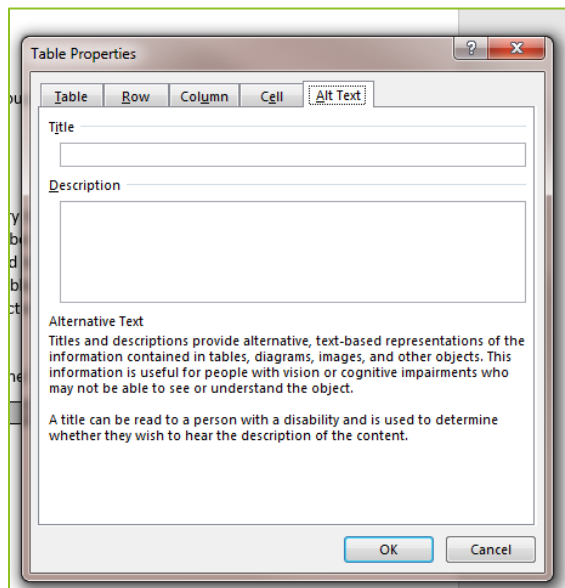 Table Properties
Table Row Column Cell Alt Text
Title
Description
Alternative Text
Titles and descriptions provide alternative, text-based representations of the
information contained in tables, diagrams, images, and other objects. This
information is useful for people with vision or cognitive impairments who
may not be able to see or understand the object.
A title can be read to a person with a disability and is used to determine
whether they wish to hear the description of the content.
OK Cancel